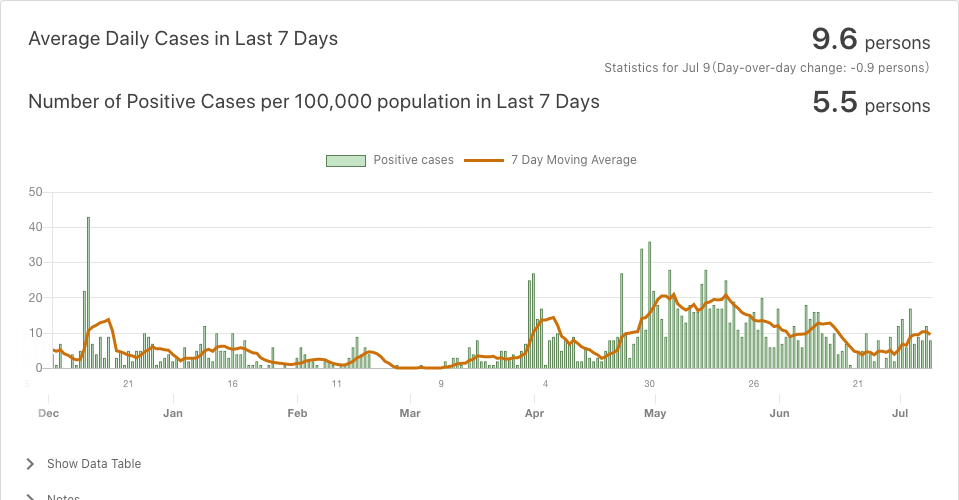 Average Daily Cases in Last 7 Days
9.6 persons
Statistics for Jul 9 (Day-over-day change: -0.9 persons)
Number of Positive Cases per 100,000 population in Last 7 Days
5.5 persons
Positive cases 7 Day Moving Average
50
40
30
20
10
0
21 16 11 9 4 30 26 21
Dec Jan Feb Mar Apr May Jun Jul
Show Data Table
Notes